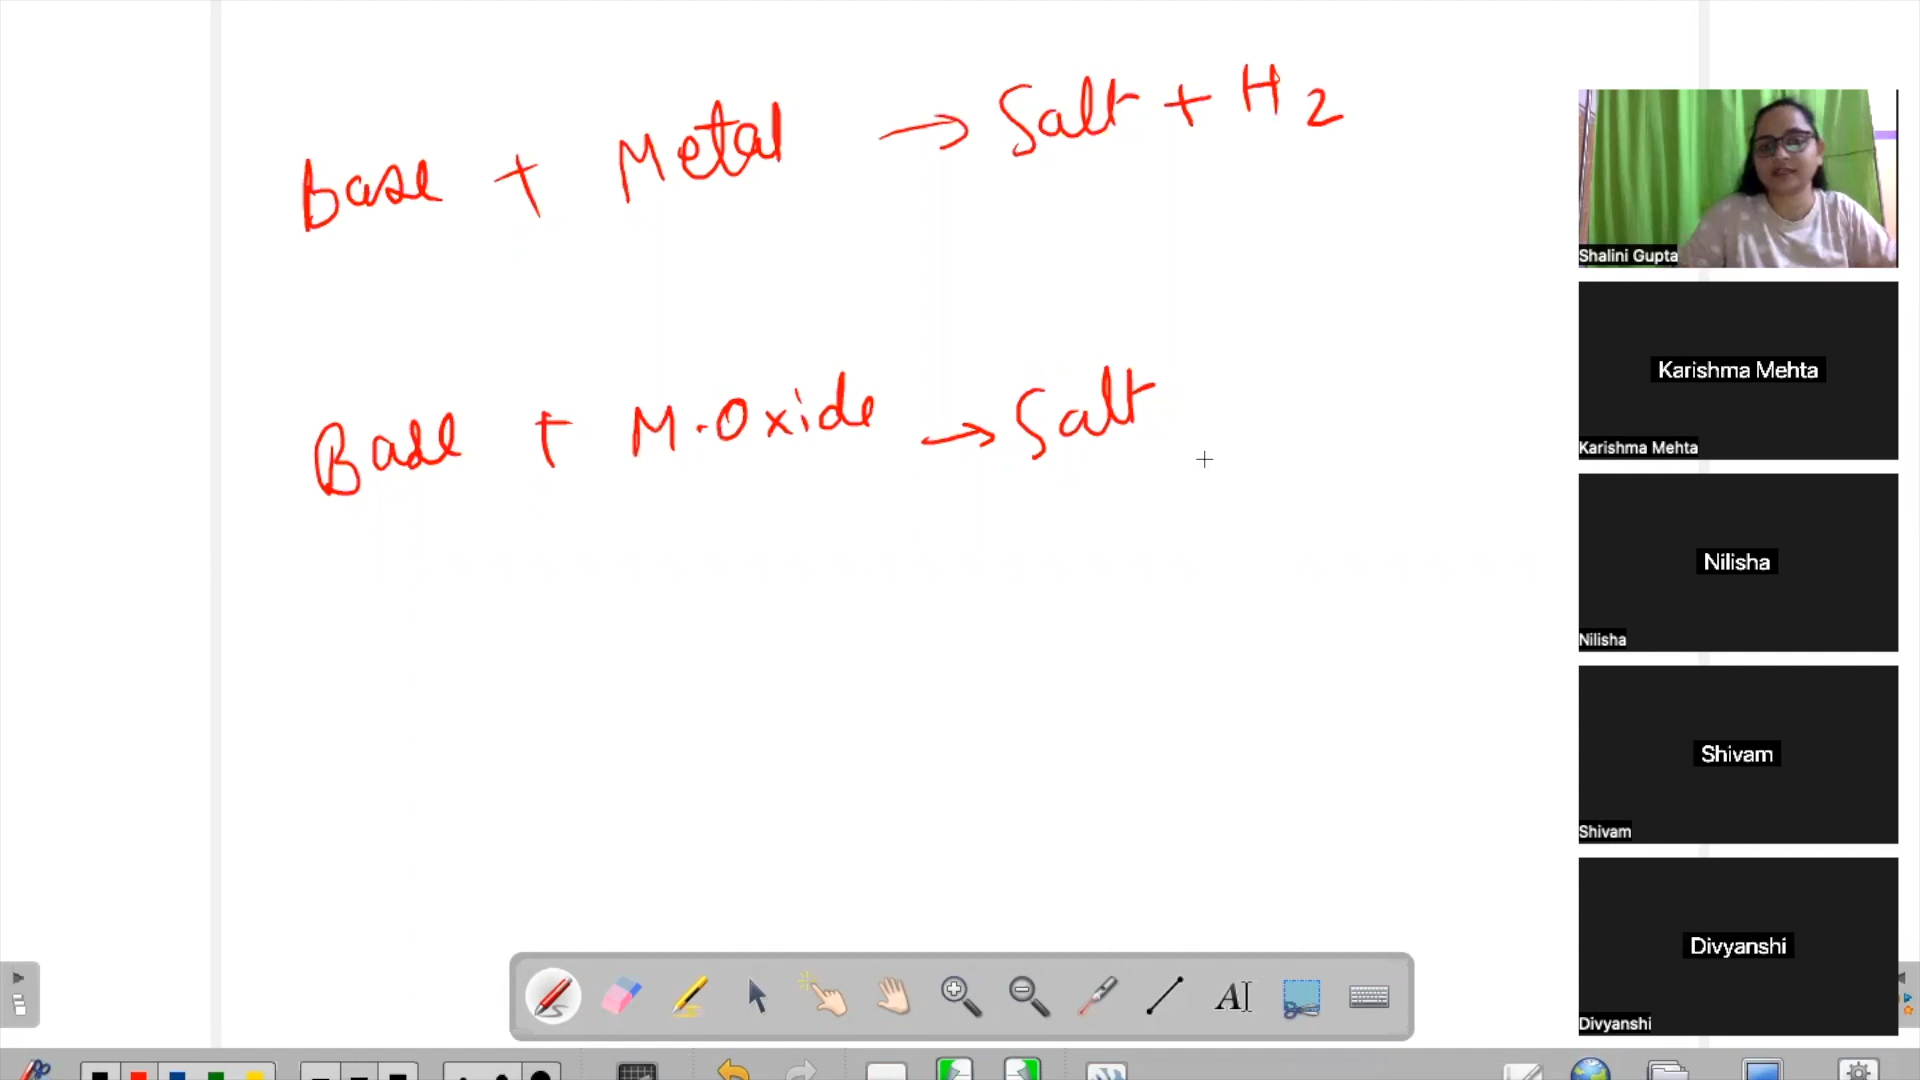 Base + Metal → Salt + H2
Base + M.Oxide → Salt
Shalini Gupta
Karishma Mehta
Karishma Mehta
Nilisha
Nilisha
Shivam
Shivam
Divyanshi
Divyanshi